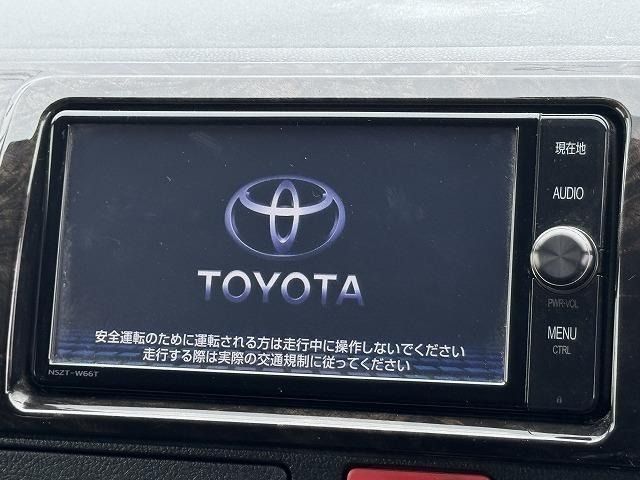 現在地
AUDIO
TOYOTA
PWR-VOL
安全運転のために運転される方は走行中に操作しないでください
走行する際は実際の交通規制に従ってください
MENU
CTRL
NSZT-W66T